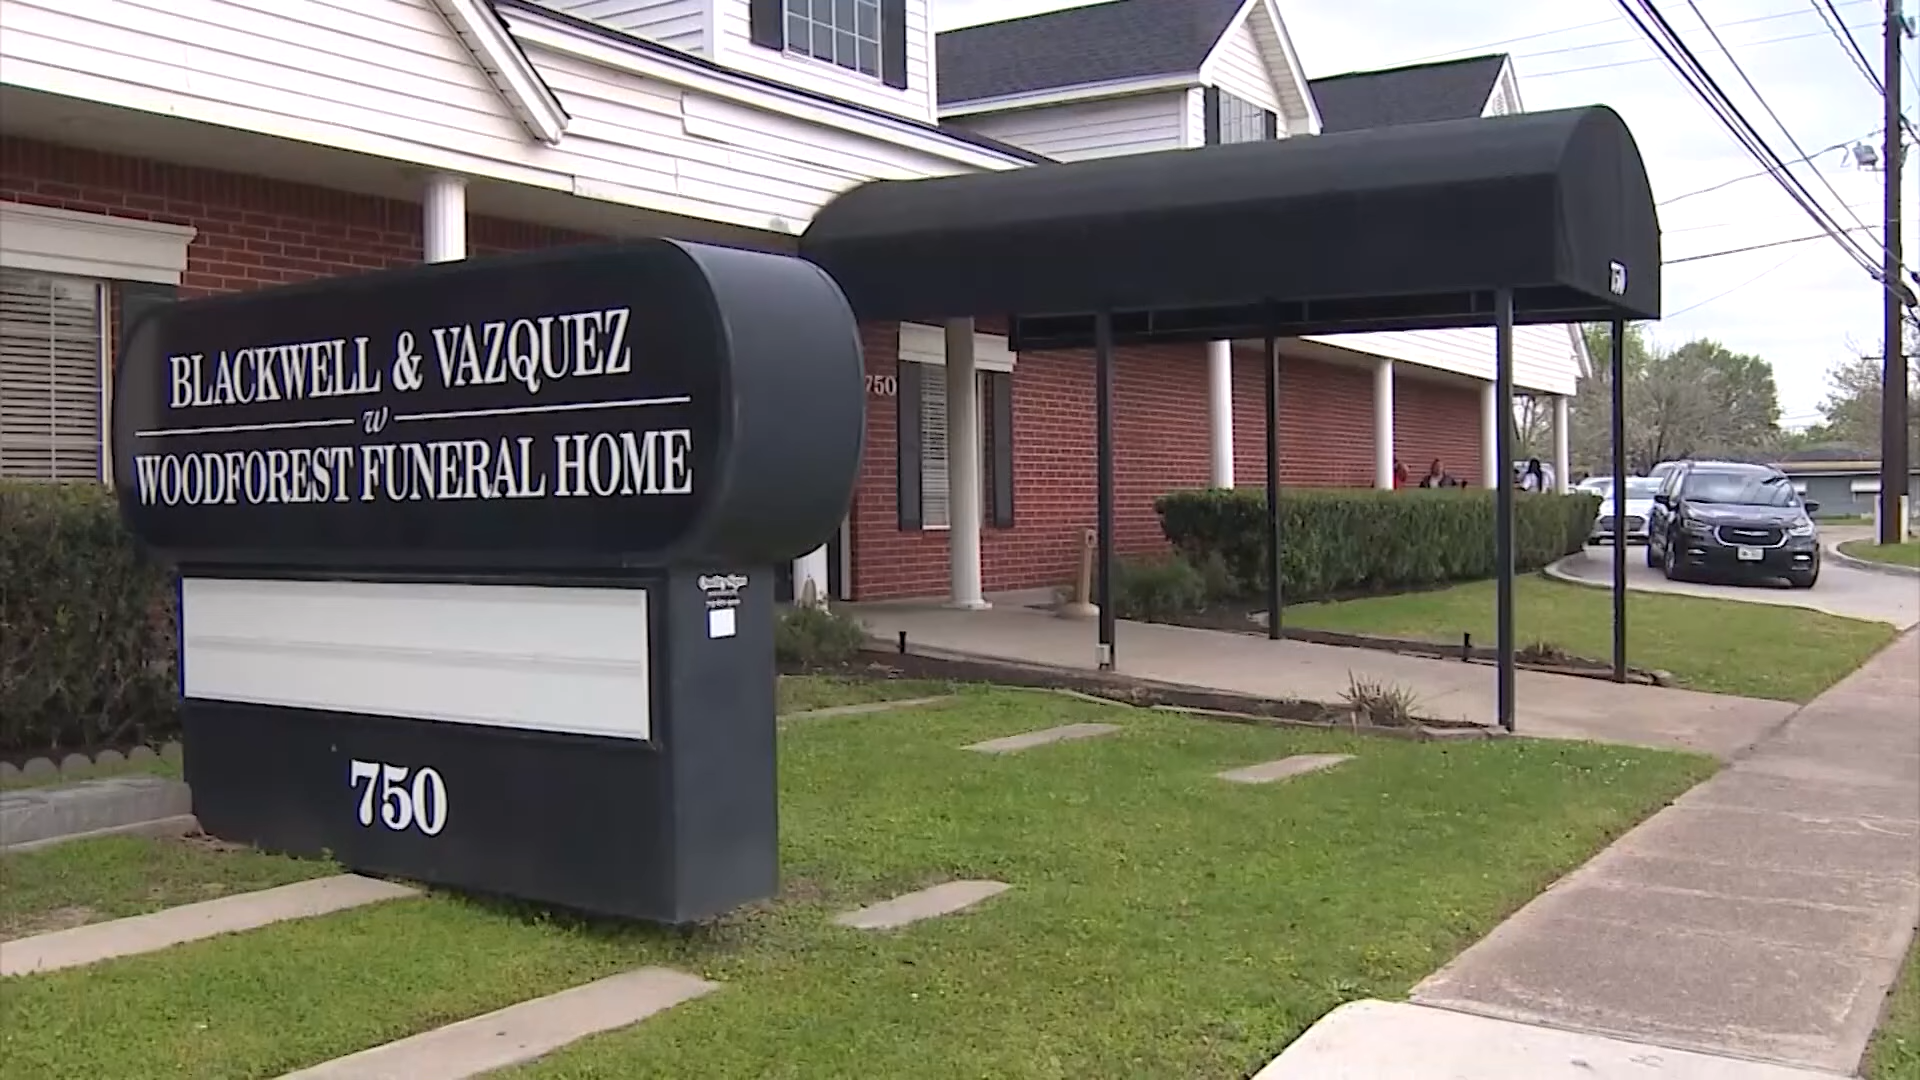 BLACKWELL & VAZQUEZ
w
WOODFOREST FUNERAL HOME
750
750
750